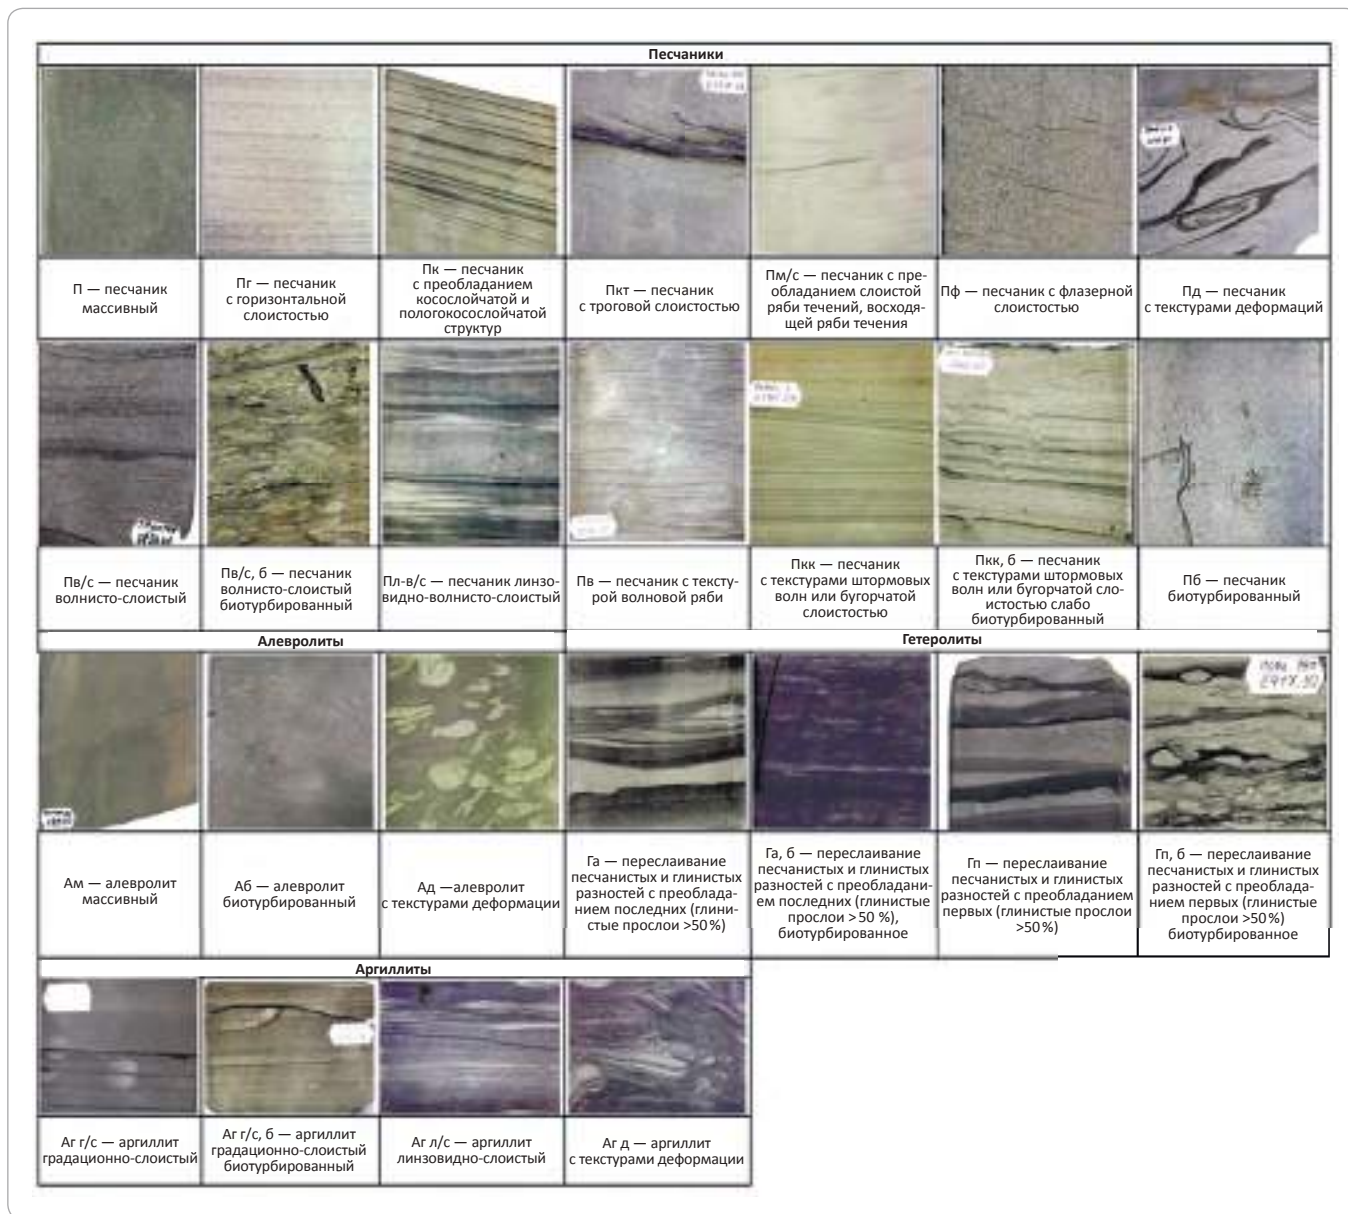 Песчаники
П — песчаник
массивный
Пг — песчаник
с горизонтальной
слоистостью
Пк — песчаник
с преобладанием
косослойчатой и
пологокосослойчатой
структур
Пкт — песчаник
с троговой слоистостью
Пм/с — песчаник с пре-
обладанием слоистой
ряби течений, восходя-
щей ряби течения
Пф — песчаник с флазерной
слоистостью
Пд — песчаник
с текстурами деформаций
Пв/с — песчаник
волнисто-слоистый
Пв/с, б — песчаник
волнисто-слоистый
биотурбированный
Пл-в/с — песчаник линзо-
видно-волнисто-слоистый
Пв — песчаник с тексту-
рой волновой ряби
Пкк — песчаник
с текстурами штормовых
волн или бугорчатой
слоистостью
Пкк, б — песчаник
с текстурами штормовых
волн или бугорчатой сло-
истостью слабо
биотурбированный
Пб — песчаник
биотурбированный
Алевролиты
Гетеролиты
Ам — алевролит
массивный
Аб — алевролит
биотурбированный
Ад —алевролит
с текстурами деформации
Га — переслаивание
песчанистых и глинистых
разностей с преоблада-
нием последних (глини-
стые прослои >50%)
Га, б — переслаивание
песчанистых и глинистых
разностей с преобладани-
ем последних (глинистые
прослои >50 %),
биотурбированное
Гп — переслаивание
песчанистых и глинистых
разностей с преобладанием
первых (глинистые прослои
>50%)
Гп, б — переслаивание
песчанистых и глинистых
разностей с преоблада-
нием первых (глинистые
прослои >50%)
биотурбированное
Аргиллиты
Аг г/с — аргиллит
градационно-слоистый
Аг г/с, б — аргиллит
градационно-слоистый
биотурбированный
Аг л/с — аргиллит
линзовидно-слоистый
Аг д — аргиллит
с текстурами деформации